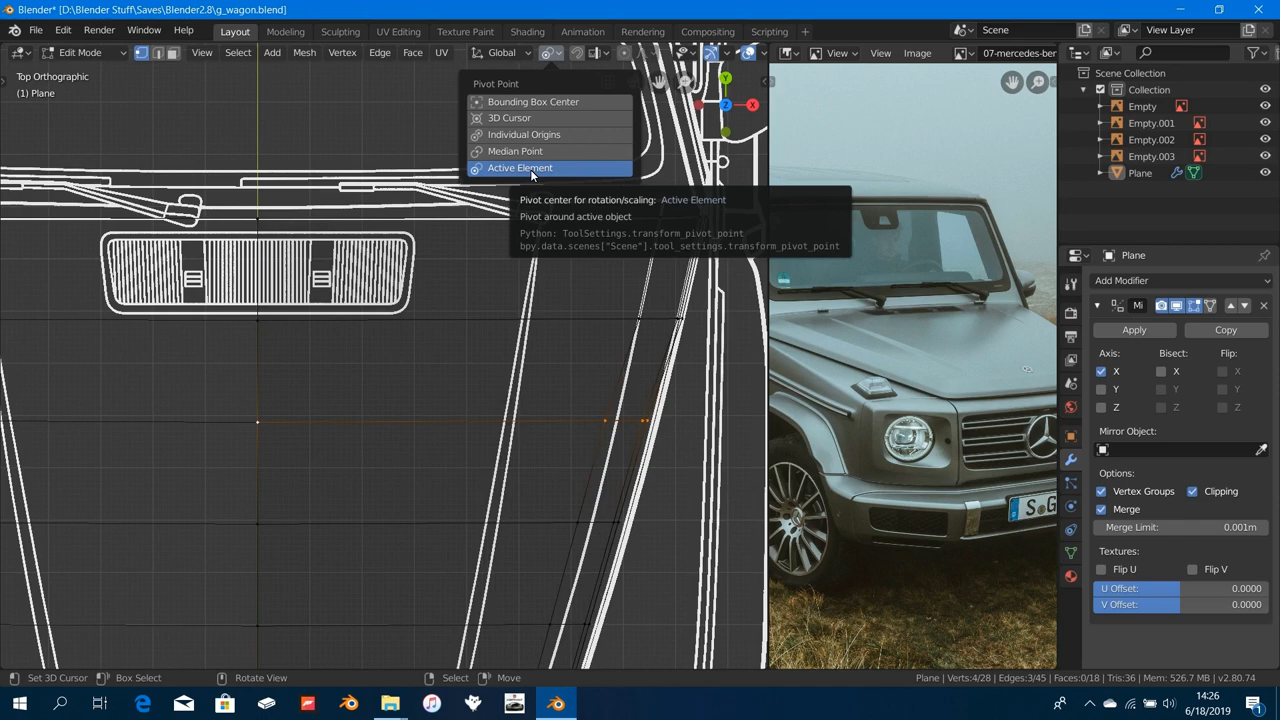 Blender* [D:\Blender Stuff\Saves\Blender2.8\g_wagon.blend]
File Edit Render Window Help
Layout Modeling Sculpting UV Editing Texture Paint Shading Animation Rendering Compositing Scripting +
Scene
View Layer
Edit Mode
View Select Add Mesh Vertex Edge Face UV
Global
View View Image
07-mercedes-ber
Top Orthographic
(1) Plane
Pivot Point
Bounding Box Center
3D Cursor
Individual Origins
Median Point
Active Element
Pivot center for rotation/scaling: Active Element
Pivot around active object
Python: ToolSettings.transform_pivot_point
bpy.data.scenes["Scene"].tool_settings.transform_pivot_point
Y
Z
X
Scene Collection
Collection
Empty
Empty.001
Empty.002
Empty.003
Plane
Plane
Add Modifier
Mi
Apply Copy
Axis: Bisect: Flip:
X X X
Y Y Y
Z Z Z
Mirror Object:
Options:
Vertex Groups Clipping
Merge
Merge Limit: 0.001m
Textures:
Flip U Flip V
U Offset: 0.0000
V Offset: 0.0000
Set 3D Cursor Box Select Rotate View Select Move
Plane | Verts:4/28 | Edges:3/45 | Faces:0/18 | Tris:36 | Mem: 526.7 MB | v2.80.74
14:26
6/18/2019